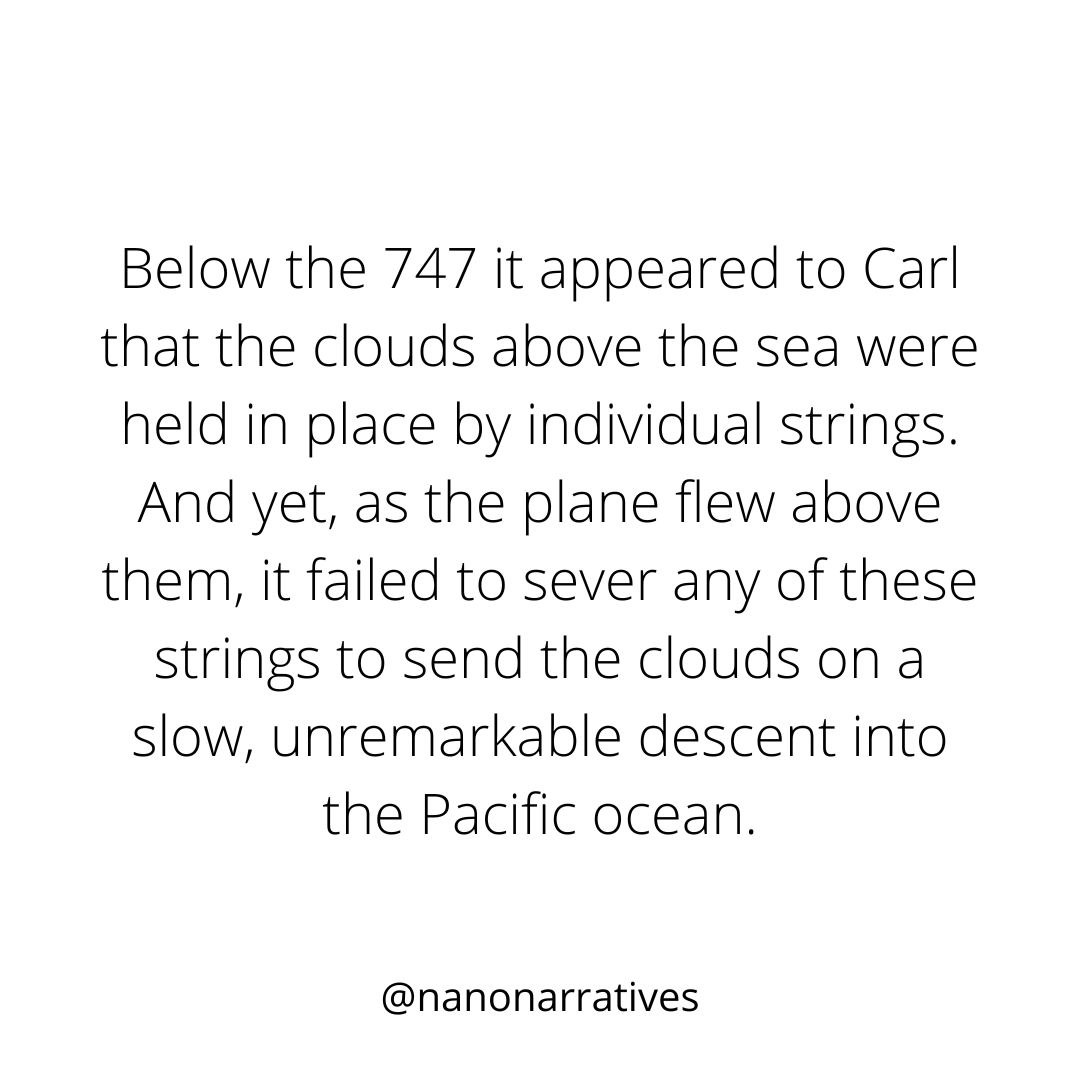 Below the 747 it appeared to Carl
that the clouds above the sea were
held in place by individual strings.
And yet, as the plane flew above
them, it failed to sever any of these
strings to send the clouds on a
slow, unremarkable descent into
the Pacific ocean.
@nanonarratives